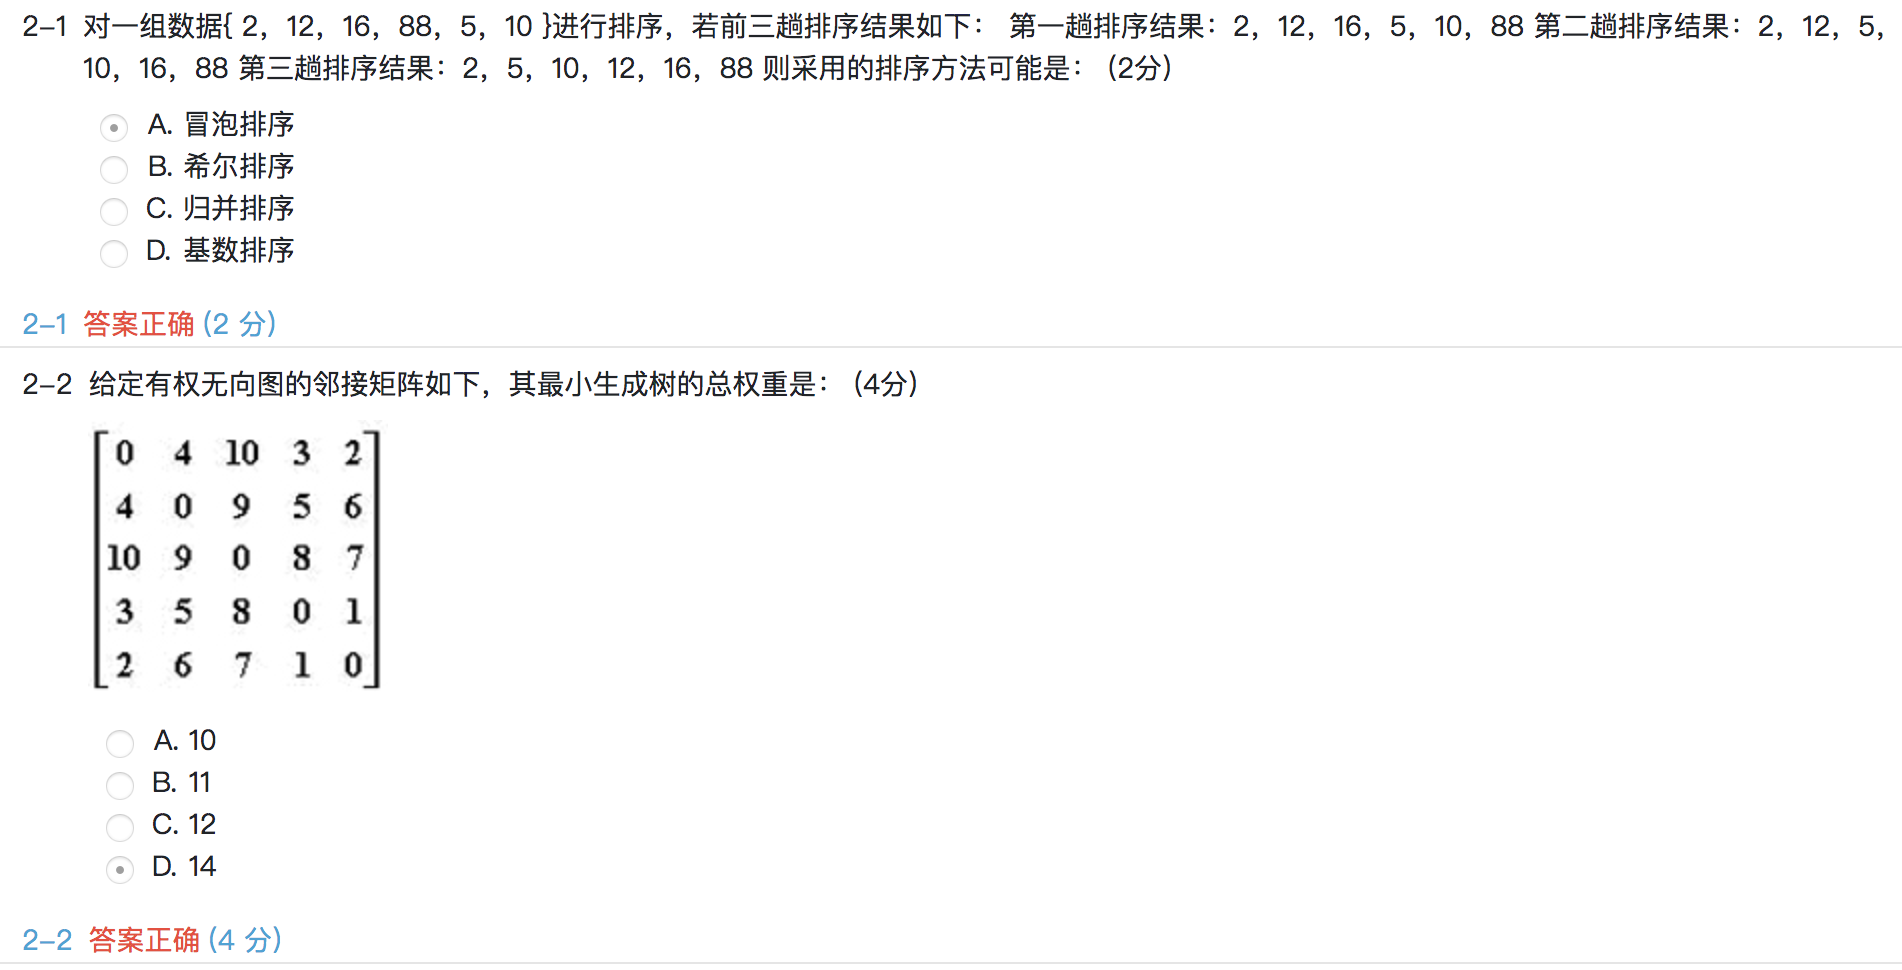 2-1 对一组数据{ 2，12，16，88，5，10 }进行排序，若前三趟排序结果如下： 第一趟排序结果：2，12，16，5，10，88 第二趟排序结果：2，12，5，
10，16，88 第三趟排序结果：2，5，10，12，16，88 则采用的排序方法可能是： (2分)
A. 冒泡排序
B. 希尔排序
C. 归并排序
D. 基数排序
2-1 答案正确 (2 分)
2-2 给定有权无向图的邻接矩阵如下，其最小生成树的总权重是： (4分)
0 4 10 3 2
4 0 9 5 6
10 9 0 8 7
3 5 8 0 1
2 6 7 1 0
A. 10
B. 11
C. 12
D. 14
2-2 答案正确 (4 分)